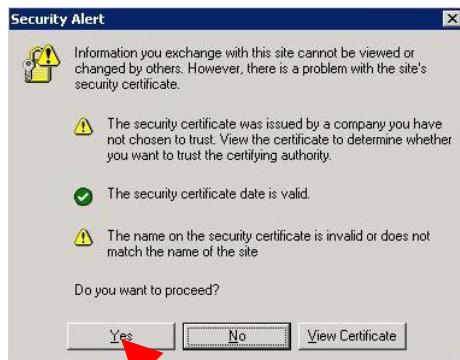 Security Alert
Information you exchange with this site cannot be viewed or
changed by others. However, there is a problem with the site's
security certificate.
The security certificate was issued by a company you have
not chosen to trust. View the certificate to determine whether
you want to trust the certifying authority.
The security certificate date is valid.
The name on the security certificate is invalid or does not
match the name of the site
Do you want to proceed?
Yes No View Certificate